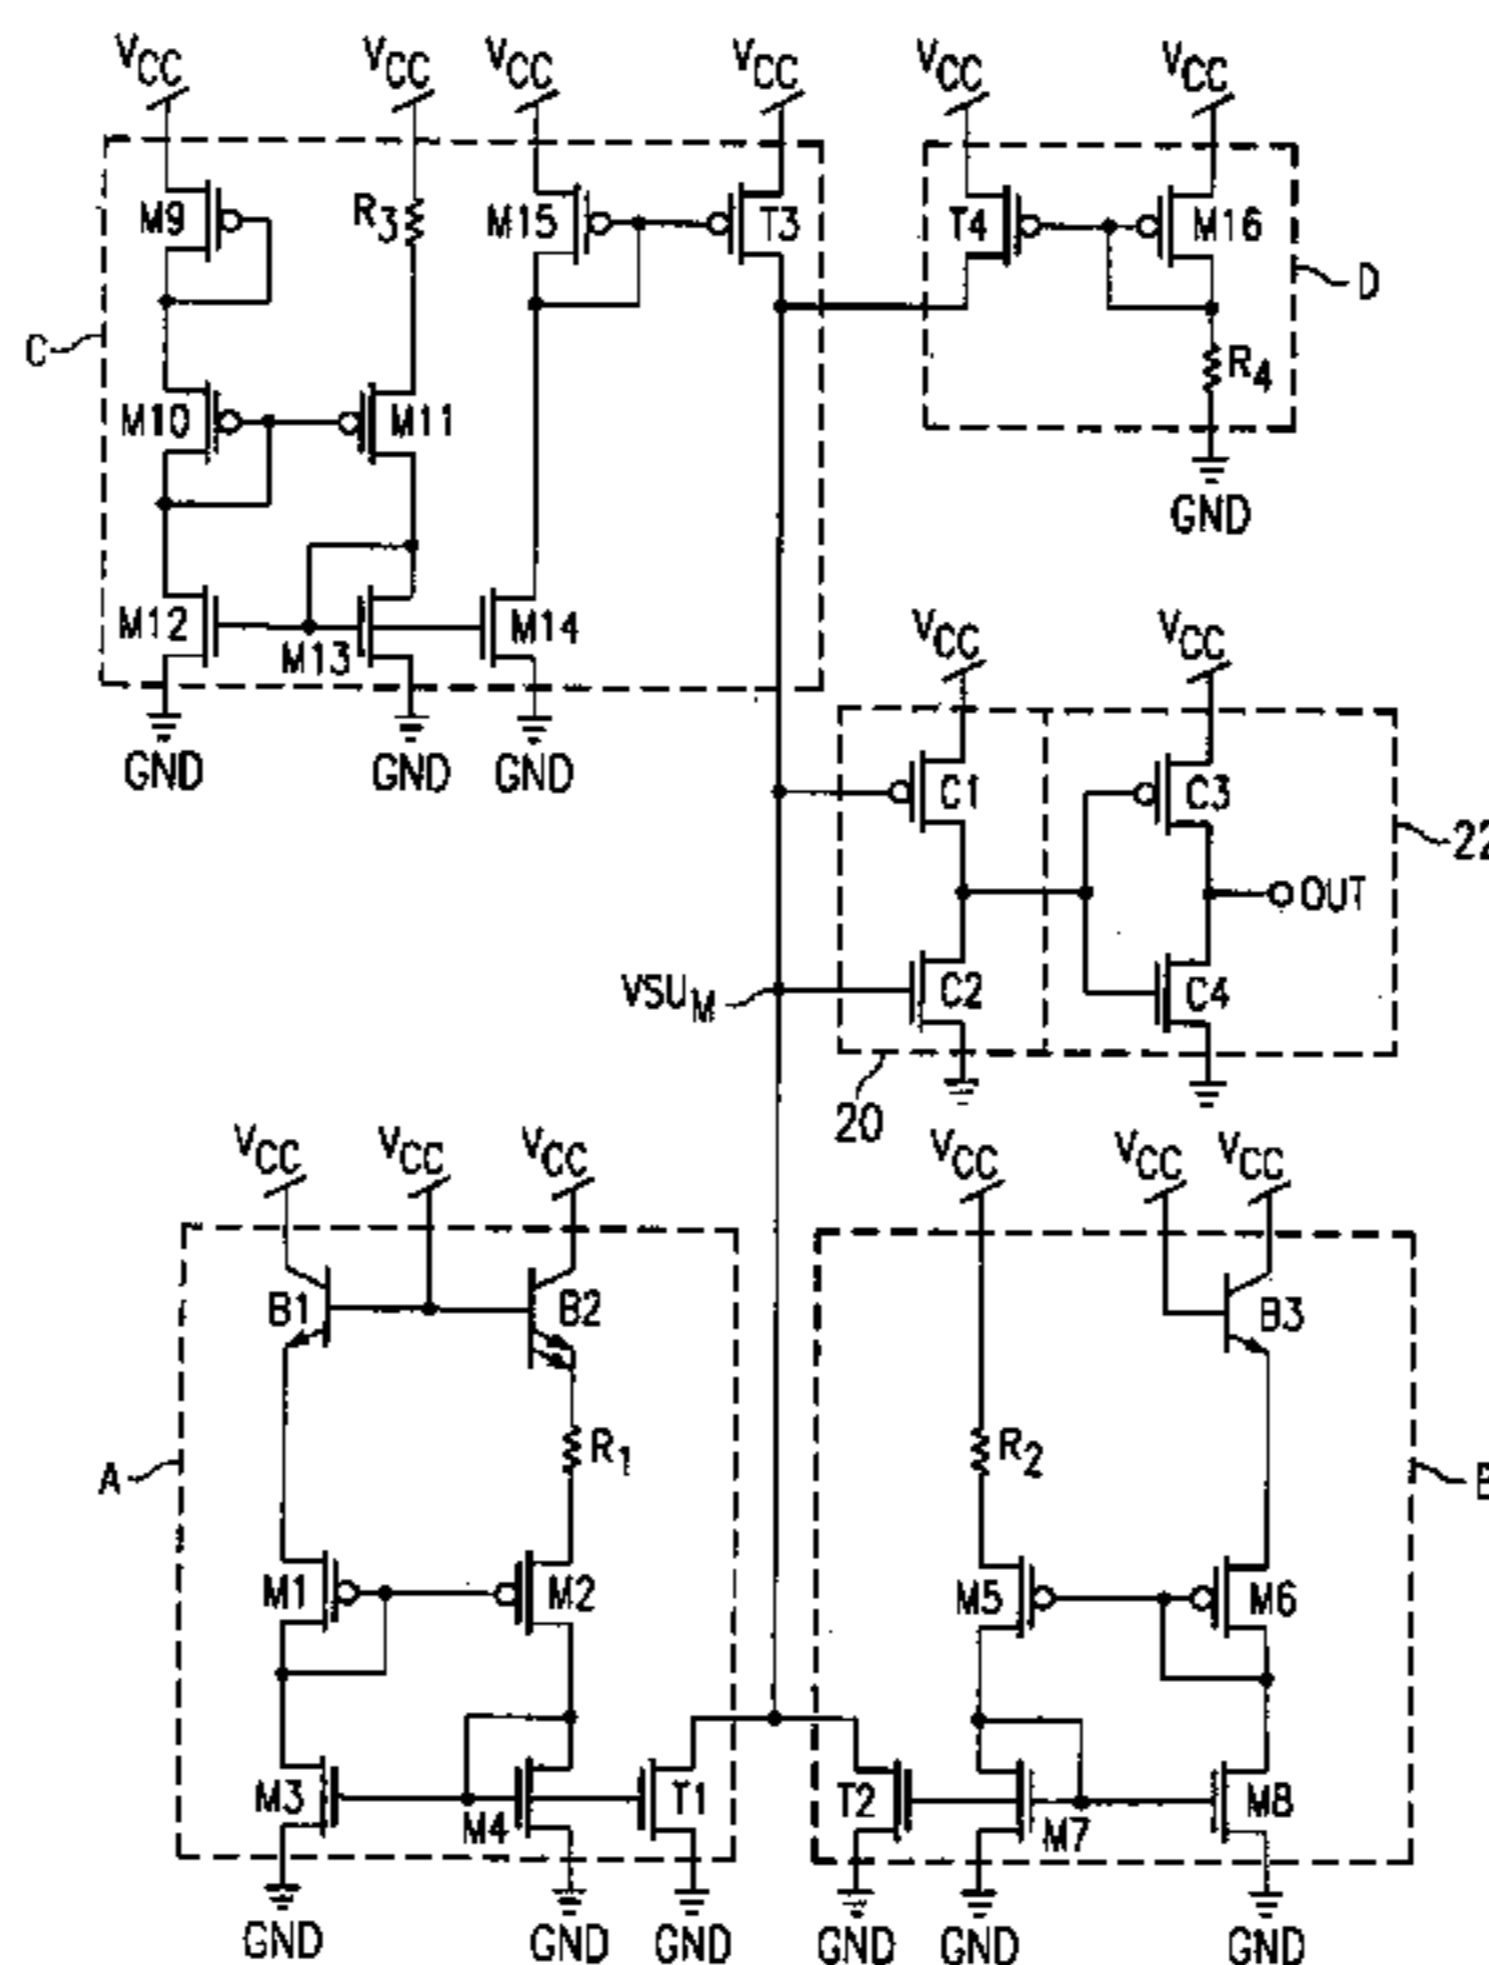 VCC VCC VCC VCC VCC VCC
M9 R3 M15 T3 T4 M16
C D
M10 M11 R4
GND
M12 M13 M14
VCC VCC
GND GND GND
C1 C3
22
OUT
VSUM C2 C4
20
VCC VCC VCC VCC VCC VCC
B1 B2 B3
A R1 R2
M1 M2 M5 M6
M3 M4 T1 T2 M7 M8
GND GND GND GND GND GND